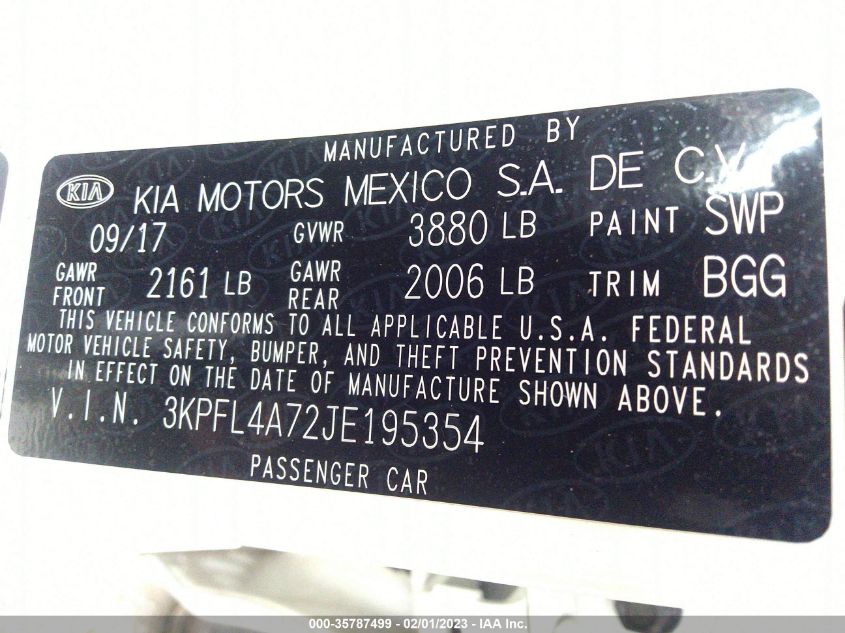 MANUFACTURED BY
KIA KIA MOTORS MEXICO S.A. DE C.V.
09/17 GVWR 3880 LB PAINT SWP
GAWR FRONT 2161 LB GAWR REAR 2006 LB TRIM BGG
THIS VEHICLE CONFORMS TO ALL APPLICABLE U.S.A. FEDERAL
MOTOR VEHICLE SAFETY, BUMPER, AND THEFT PREVENTION STANDARDS
IN EFFECT ON THE DATE OF MANUFACTURE SHOWN ABOVE.
V.I.N. 3KPFL4A72JE195354
PASSENGER CAR
000-35787499 - 02/01/2023 - IAA Inc.